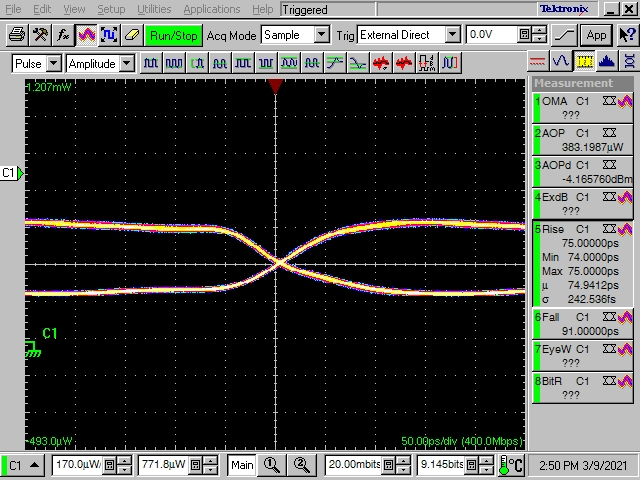 File Edit View Setup Utilities Applications Help Triggered Tektronix
Run/Stop Acq Mode Sample Trig External Direct 0.0V App
Pulse Amplitude
1.207mW
C1
C1
-493.0µW
50.00ps/div (400.0Mbps)
Measurement
1 OMA C1
???
2 AOP C1
383.1987µW
3 AOPd C1
-4.165760dBm
4 ExdB C1
???
5 Rise C1
75.00000ps
Min 74.0000ps
Max 75.0000ps
µ 74.9412ps
σ 242.536fs
6 Fall C1
91.00000ps
7 EyeW C1
???
8 BitR C1
???
C1 170.0µW/ 771.8µW Main 1 2 20.00mbits 9.145bits °C 2:50 PM 3/9/2021